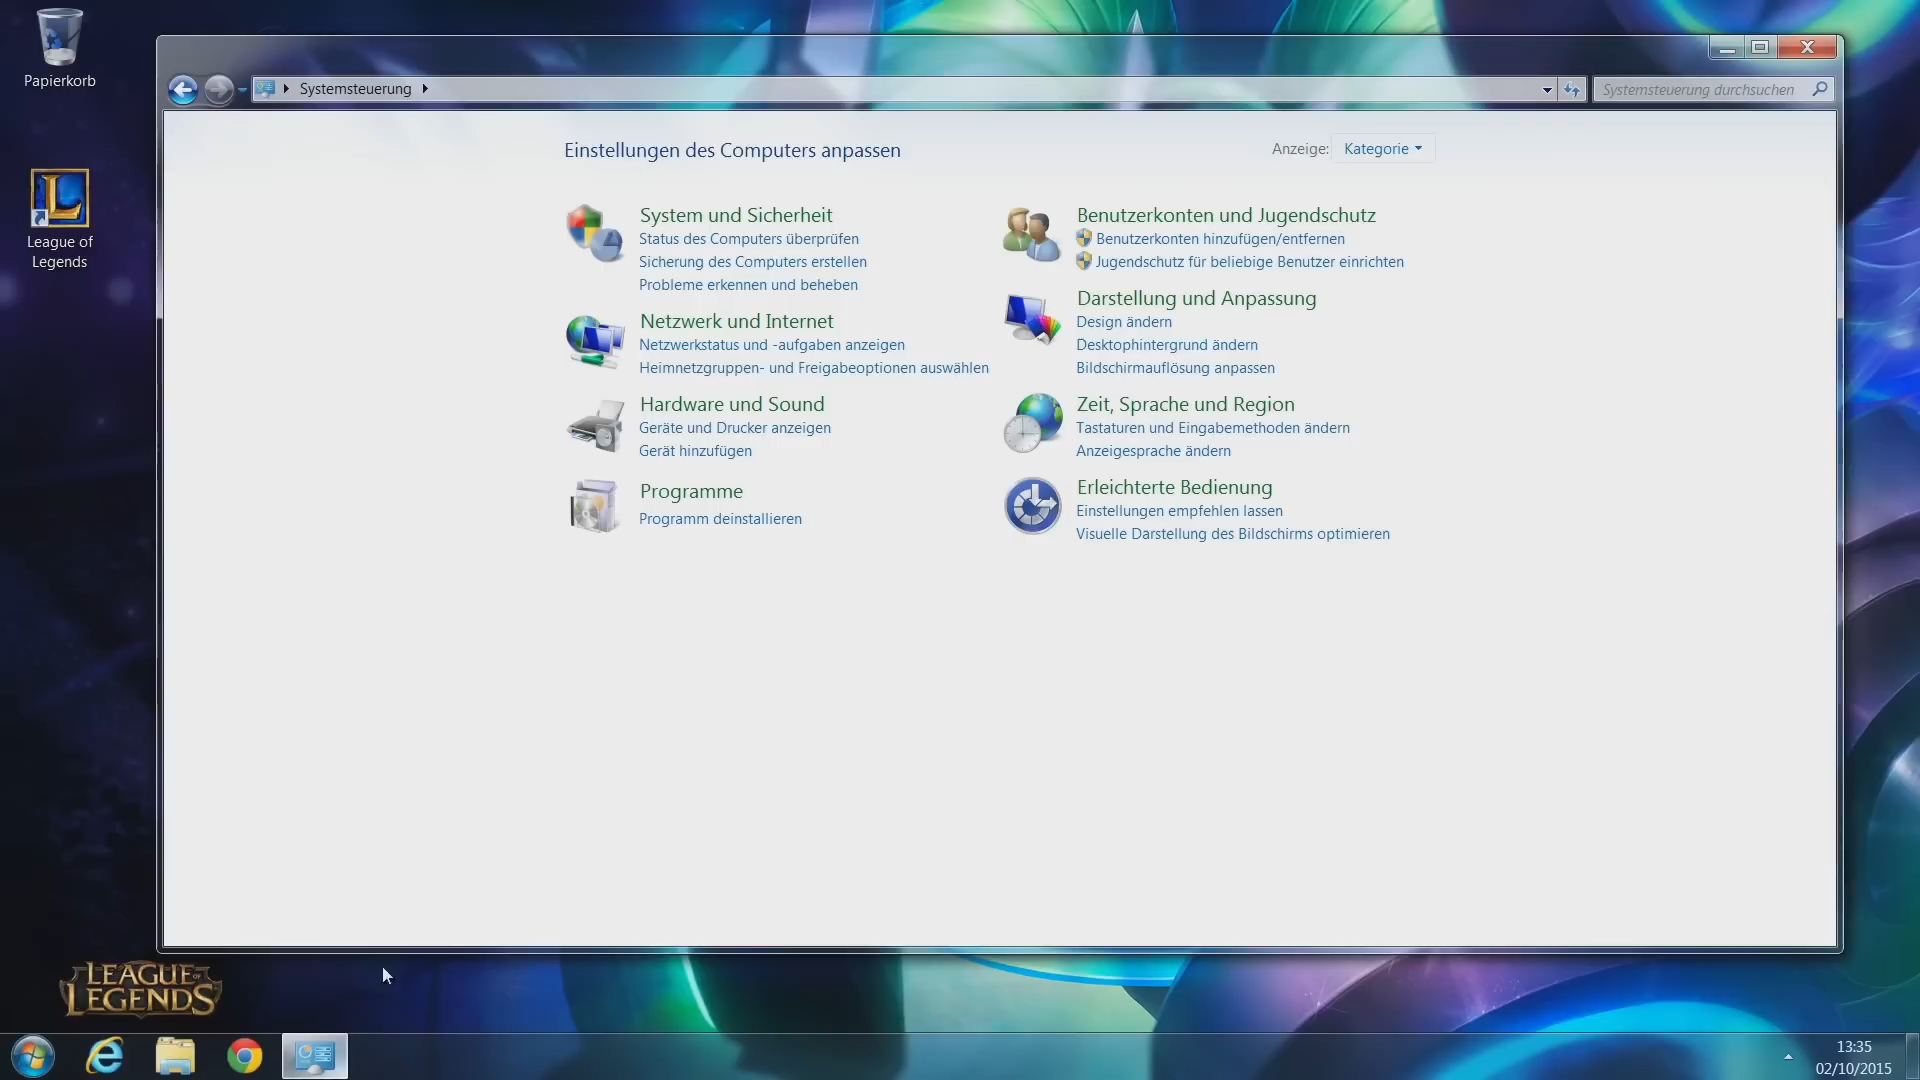 Papierkorb
League of
Legends
Systemsteuerung
Systemsteuerung durchsuchen
Einstellungen des Computers anpassen
Anzeige: Kategorie
System und Sicherheit
Status des Computers überprüfen
Sicherung des Computers erstellen
Probleme erkennen und beheben
Netzwerk und Internet
Netzwerkstatus und -aufgaben anzeigen
Heimnetzgruppen- und Freigabeoptionen auswählen
Hardware und Sound
Geräte und Drucker anzeigen
Gerät hinzufügen
Programme
Programm deinstallieren
Benutzerkonten und Jugendschutz
Benutzerkonten hinzufügen/entfernen
Jugendschutz für beliebige Benutzer einrichten
Darstellung und Anpassung
Design ändern
Desktophintergrund ändern
Bildschirmauflösung anpassen
Zeit, Sprache und Region
Tastaturen und Eingabemethoden ändern
Anzeigesprache ändern
Erleichterte Bedienung
Einstellungen empfehlen lassen
Visuelle Darstellung des Bildschirms optimieren
LEAGUE OF
LEGENDS
13:35
02/10/2015